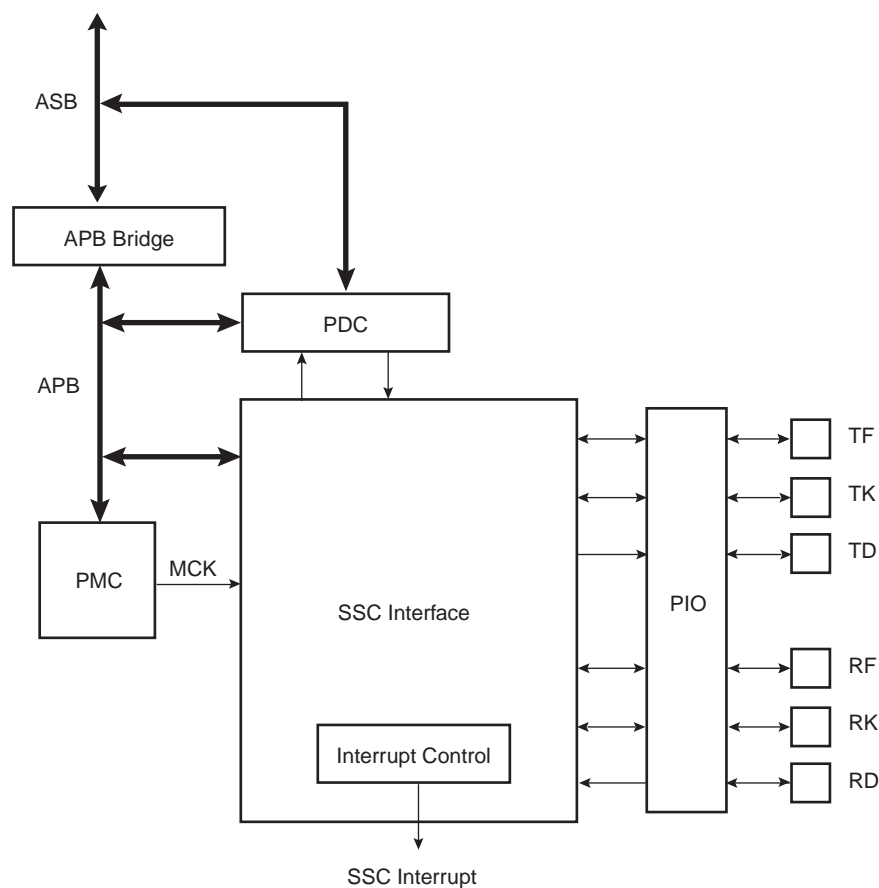 ASB
APB Bridge
PDC
APB
TF
TK
TD
PMC
MCK
SSC Interface
PIO
RF
RK
Interrupt Control
RD
SSC Interrupt